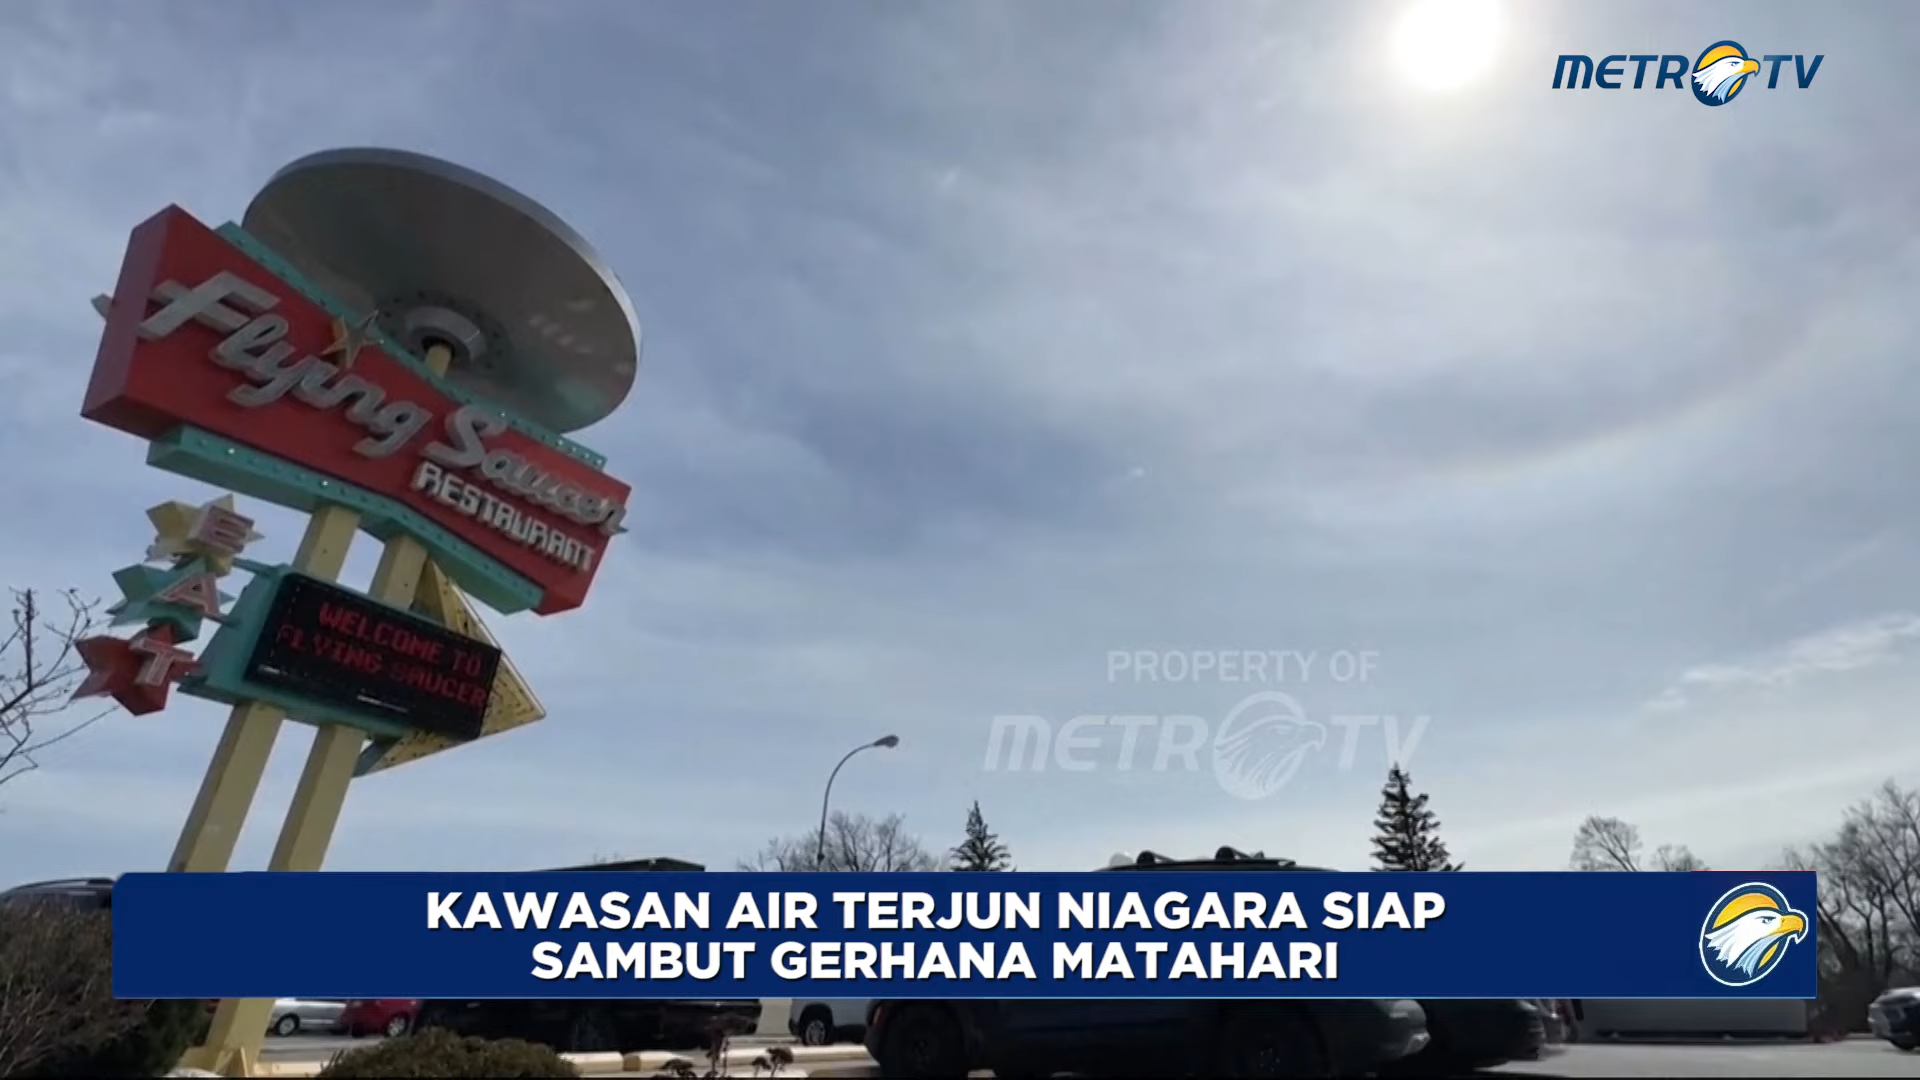 METRO TV
Flying Saucer
RESTAURANT
EAT
WELCOME TO
FLYING SAUCER
PROPERTY OF
METRO TV
KAWASAN AIR TERJUN NIAGARA SIAP
SAMBUT GERHANA MATAHARI